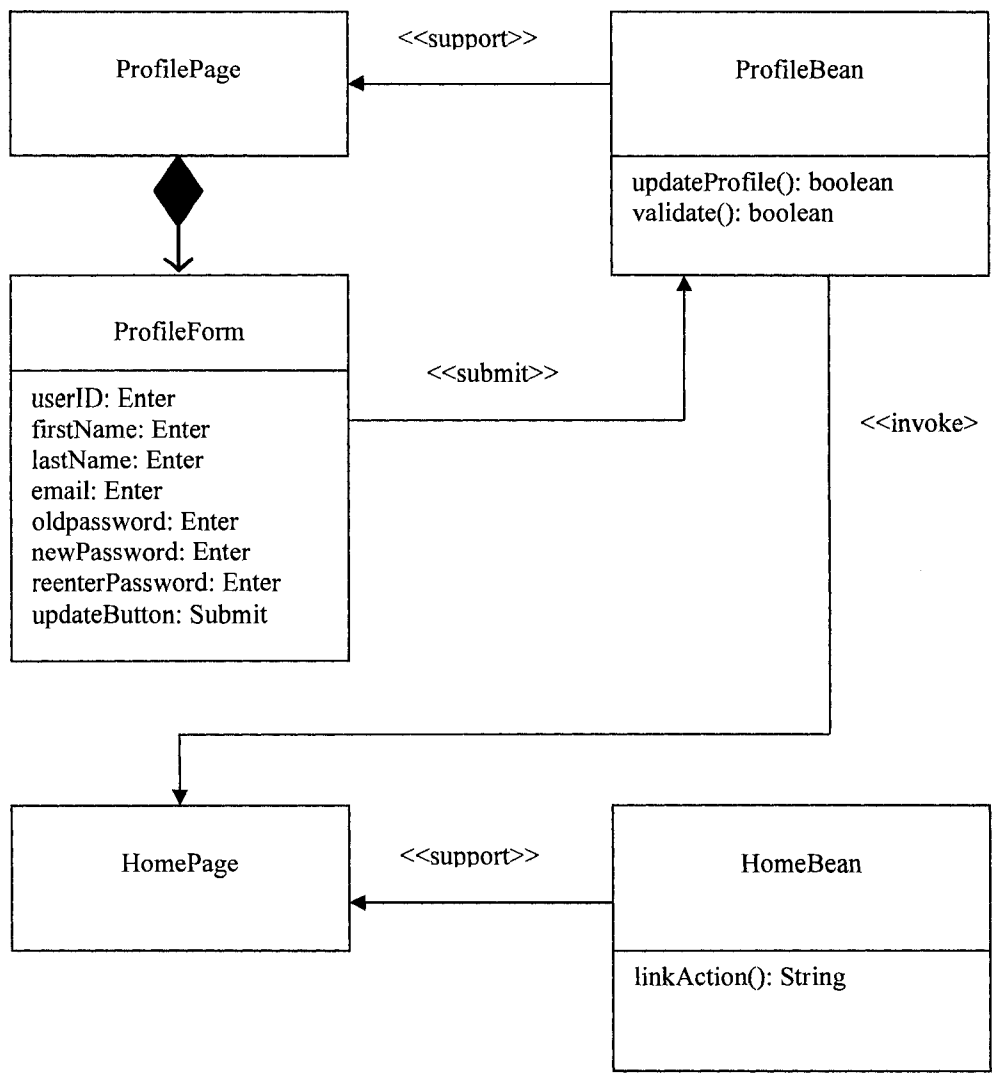 <<support>>
ProfilePage
ProfileBean
updateProfile(): boolean
validate(): boolean
ProfileForm
<<submit>>
userID: Enter
firstName: Enter
lastName: Enter
email: Enter
oldpassword: Enter
newPassword: Enter
reenterPassword: Enter
updateButton: Submit
<<invoke>
HomePage
<<support>>
HomeBean
linkAction(): String